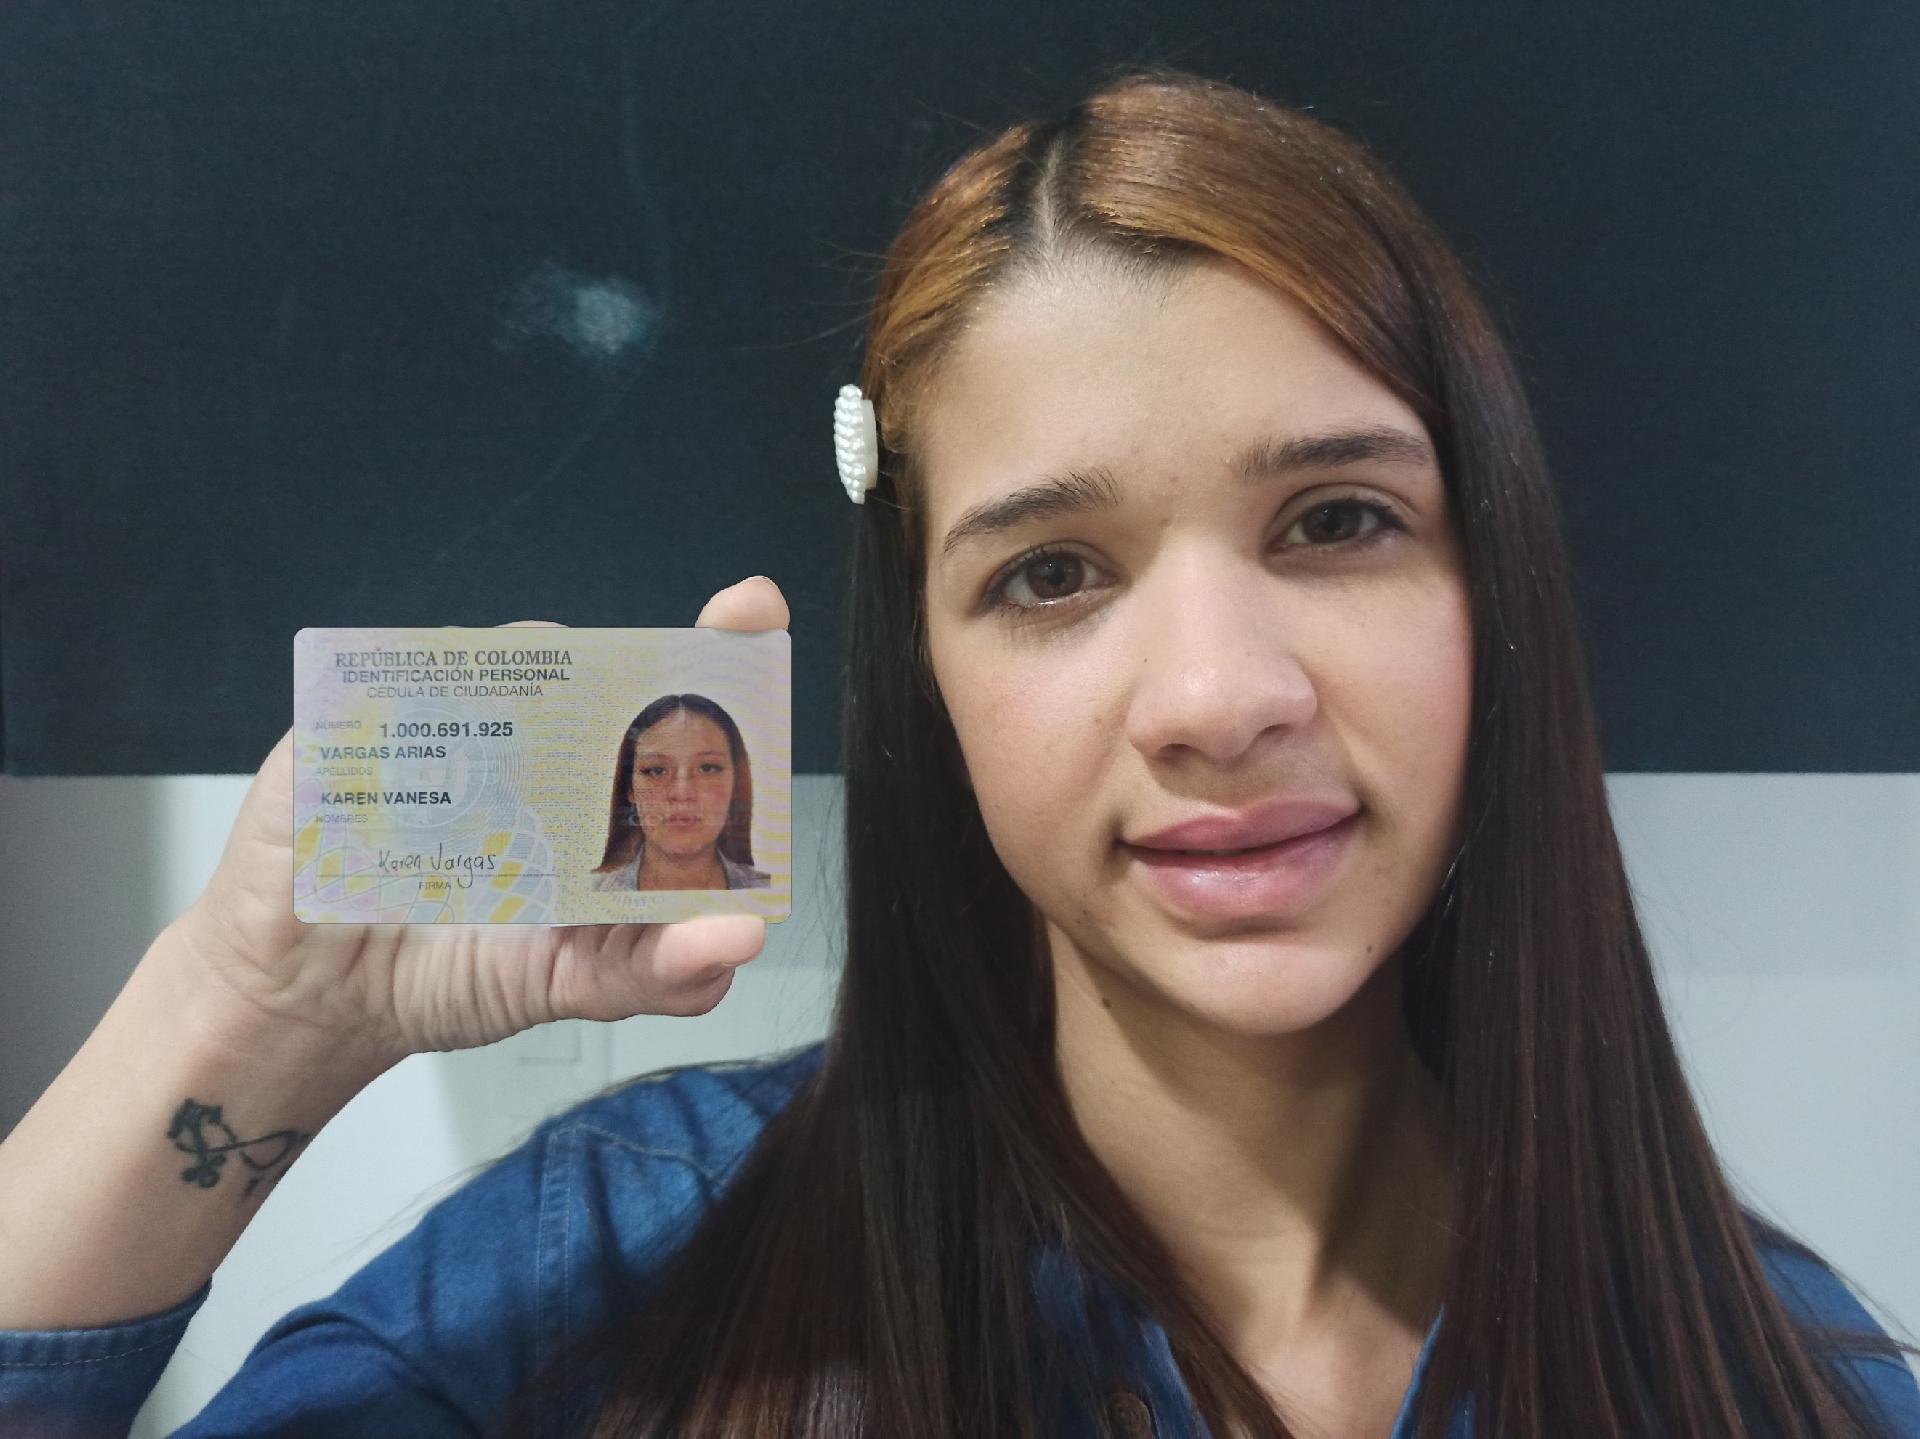 REPÚBLICA DE COLOMBIA
IDENTIFICACIÓN PERSONAL
CÉDULA DE CIUDADANÍA
NÚMERO 1.000.691.925
VARGAS ARIAS
APELLIDOS
KAREN VANESA
NOMBRES
Karen Vargas
FIRMA